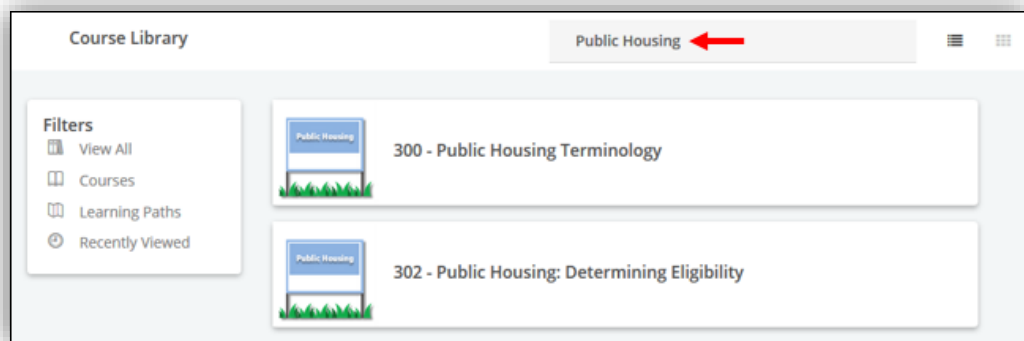 Course Library
Public Housing
Filters
View All
Courses
Learning Paths
Recently Viewed
Public Housing
300 - Public Housing Terminology
Public Housing
302 - Public Housing: Determining Eligibility